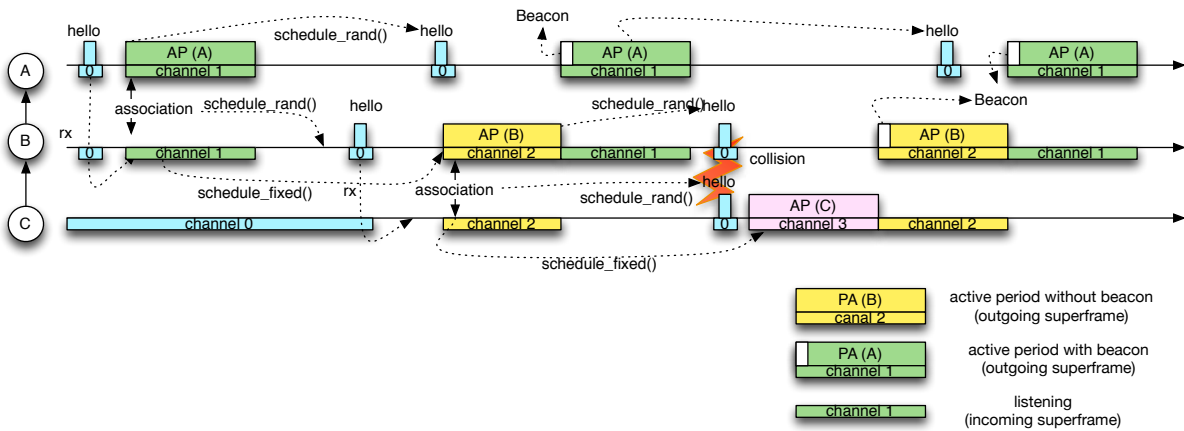 hello
schedule_rand()
hello
Beacon
hello
AP (A)
AP (A)
AP (A)
A
0
channel 1
0
channel 1
0
channel 1
association
schedule_rand()
hello
schedule_rand()
hello
Beacon
rx
B
AP (B)
AP (B)
0
channel 1
0
channel 2
channel 1
0
channel 2
channel 1
collision
schedule_fixed()
rx
association
hello
schedule_rand()
C
AP (C)
channel 0
channel 2
0
channel 3
channel 2
schedule_fixed()
PA (B)
canal 2
active period without beacon
(outgoing superframe)
PA (A)
channel 1
active period with beacon
(outgoing superframe)
channel 1
listening
(incoming superframe)